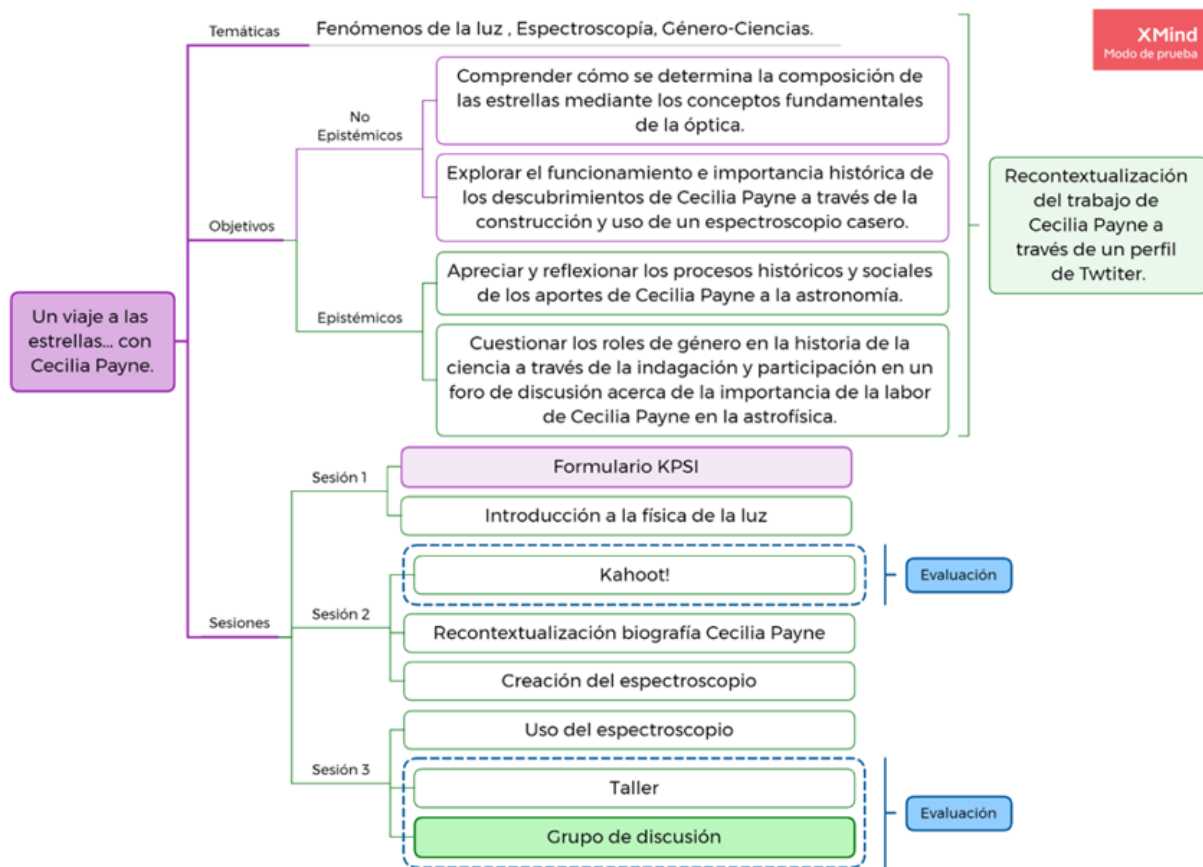 XMind
Modo de prueba
Temáticas
Fenómenos de la luz , Espectroscopía, Género-Ciencias.
Comprender cómo se determina la composición de
las estrellas mediante los conceptos fundamentales
de la óptica.
No
Epistémicos
Explorar el funcionamiento e importancia histórica de
los descubrimientos de Cecilia Payne a través de la
construcción y uso de un espectroscopio casero.
Objetivos
Apreciar y reflexionar los procesos históricos y sociales
de los aportes de Cecilia Payne a la astronomía.
Epistémicos
Cuestionar los roles de género en la historia de la
ciencia a través de la indagación y participación en un
foro de discusión acerca de la importancia de la labor
de Cecilia Payne en la astrofísica.
Recontextualización
del trabajo de
Cecilia Payne a
través de un perfil
de Twtiter.
Un viaje a las
estrellas... con
Cecilia Payne.
Sesiones
Sesión 1
Formulario KPSI
Introducción a la física de la luz
Sesión 2
Kahoot!
Evaluación
Recontextualización biografía Cecilia Payne
Creación del espectroscopio
Sesión 3
Uso del espectroscopio
Taller
Grupo de discusión
Evaluación